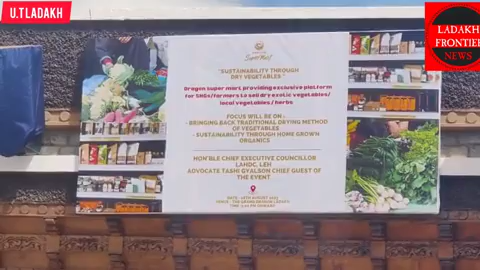 U.T LADAKH
LADAKH
FRONTIER
NEWS
Super Mart
"SUSTAINABILITY THROUGH
DRY VEGETABLES"
Dragon super mart, providing exclusive platform
for SHGs/farmers to sell dry exotic vegetables/
local vegetables/ herbs
FOCUS WILL BE :
- BRINGING BACK TRADITIONAL DRYING METHOD
OF VEGETABLES
- SUSTAINABILITY THROUGH HOME GROWN
ORGANICS
HON'BLE CHIEF EXECUTIVE COUNCILLOR
LAHDC, LEH
ADVOCATE TASHI GYALSON CHIEF GUEST OF
THE EVENT